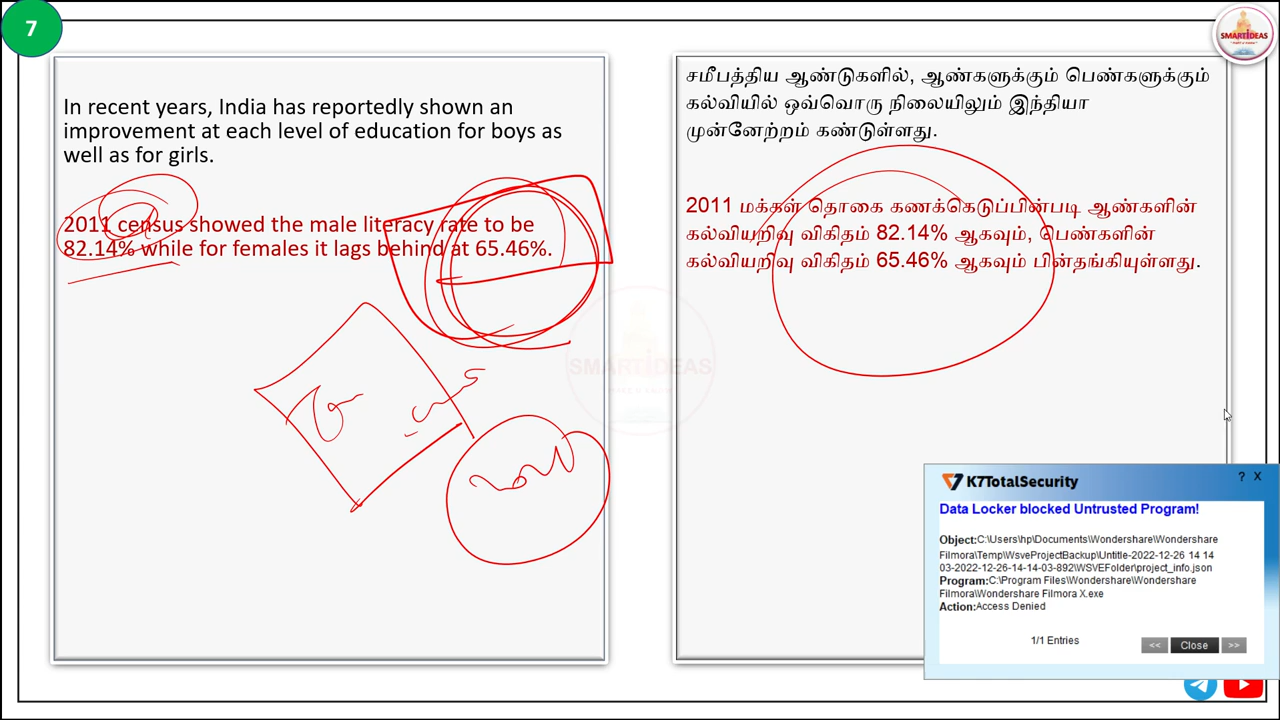 7
SMARTIDEAS
In recent years, India has reportedly shown an
improvement at each level of education for boys as
well as for girls.
2011 census showed the male literacy rate to be
82.14% while for females it lags behind at 65.46%.
சமீபத்திய ஆண்டுகளில், ஆண்களுக்கும் பெண்களுக்கும்
கல்வியில் ஒவ்வொரு நிலையிலும் இந்தியா
முன்னேற்றம் கண்டுள்ளது.
2011 மக்கள் தொகை கணக்கெடுப்பின்படி ஆண்களின்
கல்வியறிவு விகிதம் 82.14% ஆகவும், பெண்களின்
கல்வியறிவு விகிதம் 65.46% ஆகவும் பின்தங்கியுள்ளது.
SMARTIDEAS
K7TotalSecurity
? X
Data Locker blocked Untrusted Program!
Object:C:\Users\hp\Documents\Wondershare\Wondershare
Filmora\Temp\WsveProjectBackup\Untitle-2022-12-26 14 14
03-2022-12-26-14-14-03-892\WSVEFolder\project_info.json
Program:C:\Program Files\Wondershare\Wondershare
Filmora\Wondershare Filmora X.exe
Action:Access Denied
1/1 Entries
<< Close >>